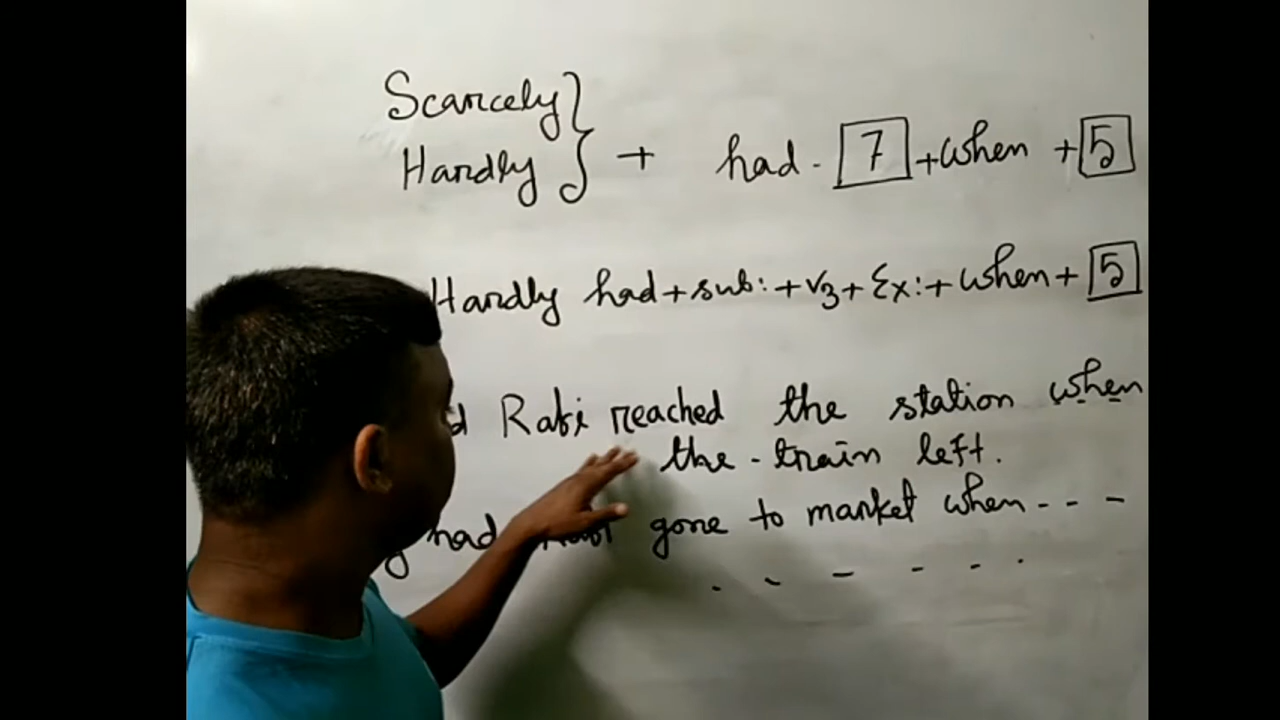 Scarcely
Hardly } + had - 7 + when + 5
Hardly had + sub: + V3 + Ex: + when + 5
Rabi reached the station when
the - train left.
had Rabi gone to market when - - -
- - - - - .